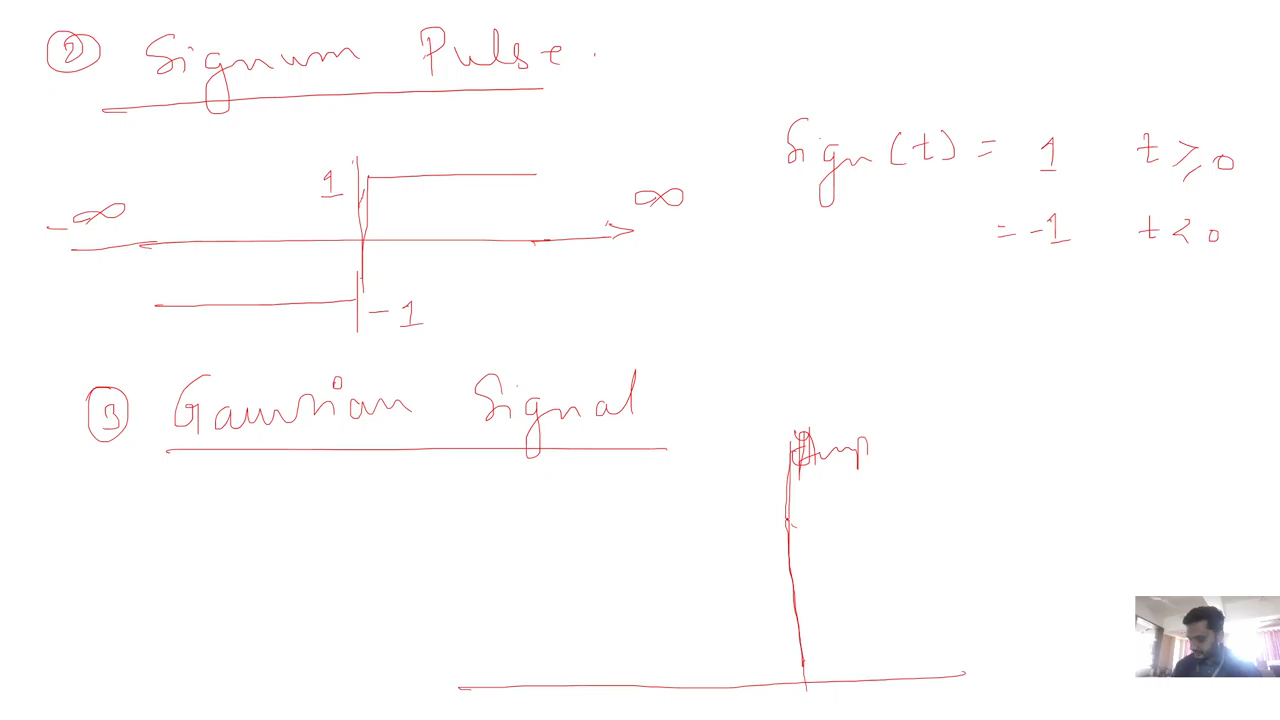 ② Signum Pulse.
Sign(t) = 1 t ≥ 0
= -1 t < 0
1
-∞ ∞
-1
③ Gaussian Signal
Amp